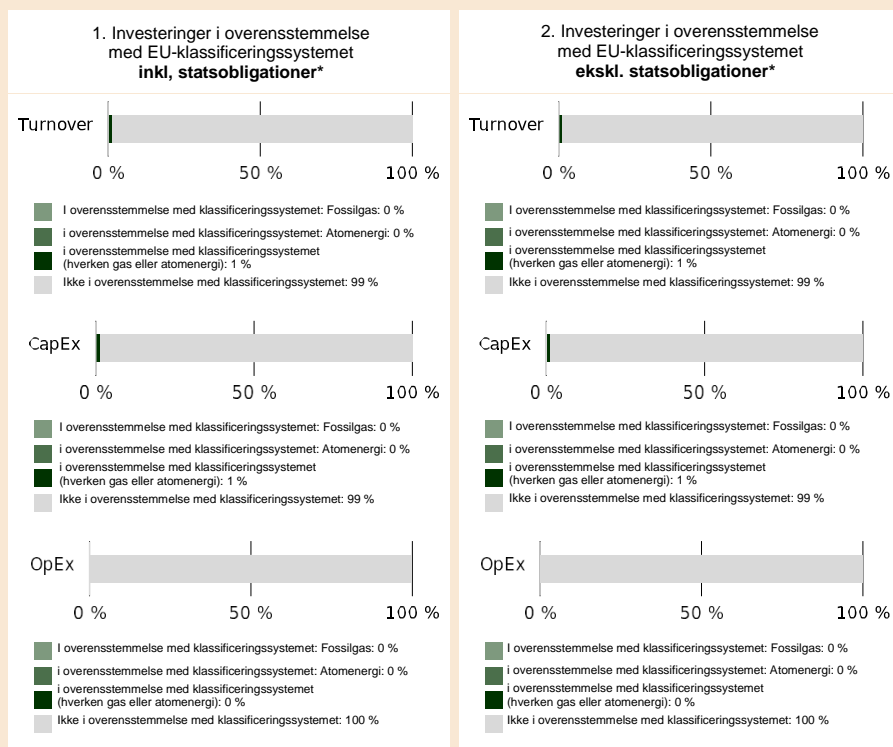 1. Investeringer i overensstemmelse
med EU-klassificeringssystemet
inkl, statsobligationer*
Turnover
0 %
50 %
100 %
I overensstemmelse med klassificeringssystemet: Fossilgas: 0 %
i overensstemmelse med klassificeringssystemet: Atomenergi: 0 %
i overensstemmelse med klassificeringssystemet
(hverken gas eller atomenergi): 1 %
Ikke i overensstemmelse med klassificeringssystemet: 99 %
CapEx
0 %
50 %
100 %
I overensstemmelse med klassificeringssystemet: Fossilgas: 0 %
i overensstemmelse med klassificeringssystemet: Atomenergi: 0 %
i overensstemmelse med klassificeringssystemet
(hverken gas eller atomenergi): 1 %
Ikke i overensstemmelse med klassificeringssystemet: 99 %
OpEx
0 %
50 %
100 %
I overensstemmelse med klassificeringssystemet: Fossilgas: 0 %
i overensstemmelse med klassificeringssystemet: Atomenergi: 0 %
i overensstemmelse med klassificeringssystemet
(hverken gas eller atomenergi): 0 %
Ikke i overensstemmelse med klassificeringssystemet: 100 %
2. Investeringer i overensstemmelse
med EU-klassificeringssystemet
ekskl. statsobligationer*
Turnover
0 %
50 %
100 %
I overensstemmelse med klassificeringssystemet: Fossilgas: 0 %
i overensstemmelse med klassificeringssystemet: Atomenergi: 0 %
i overensstemmelse med klassificeringssystemet
(hverken gas eller atomenergi): 1 %
Ikke i overensstemmelse med klassificeringssystemet: 99 %
CapEx
0 %
50 %
100 %
I overensstemmelse med klassificeringssystemet: Fossilgas: 0 %
i overensstemmelse med klassificeringssystemet: Atomenergi: 0 %
i overensstemmelse med klassificeringssystemet
(hverken gas eller atomenergi): 1 %
Ikke i overensstemmelse med klassificeringssystemet: 99 %
OpEx
0 %
50 %
100 %
I overensstemmelse med klassificeringssystemet: Fossilgas: 0 %
i overensstemmelse med klassificeringssystemet: Atomenergi: 0 %
i overensstemmelse med klassificeringssystemet
(hverken gas eller atomenergi): 0 %
Ikke i overensstemmelse med klassificeringssystemet: 100 %